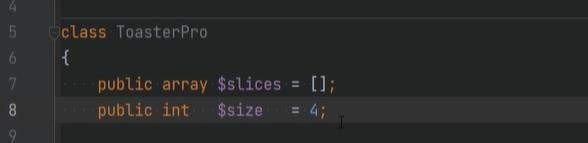 4
5 class ToasterPro
6 {
7 public array $slices = [];
8 public int $size = 4;
9